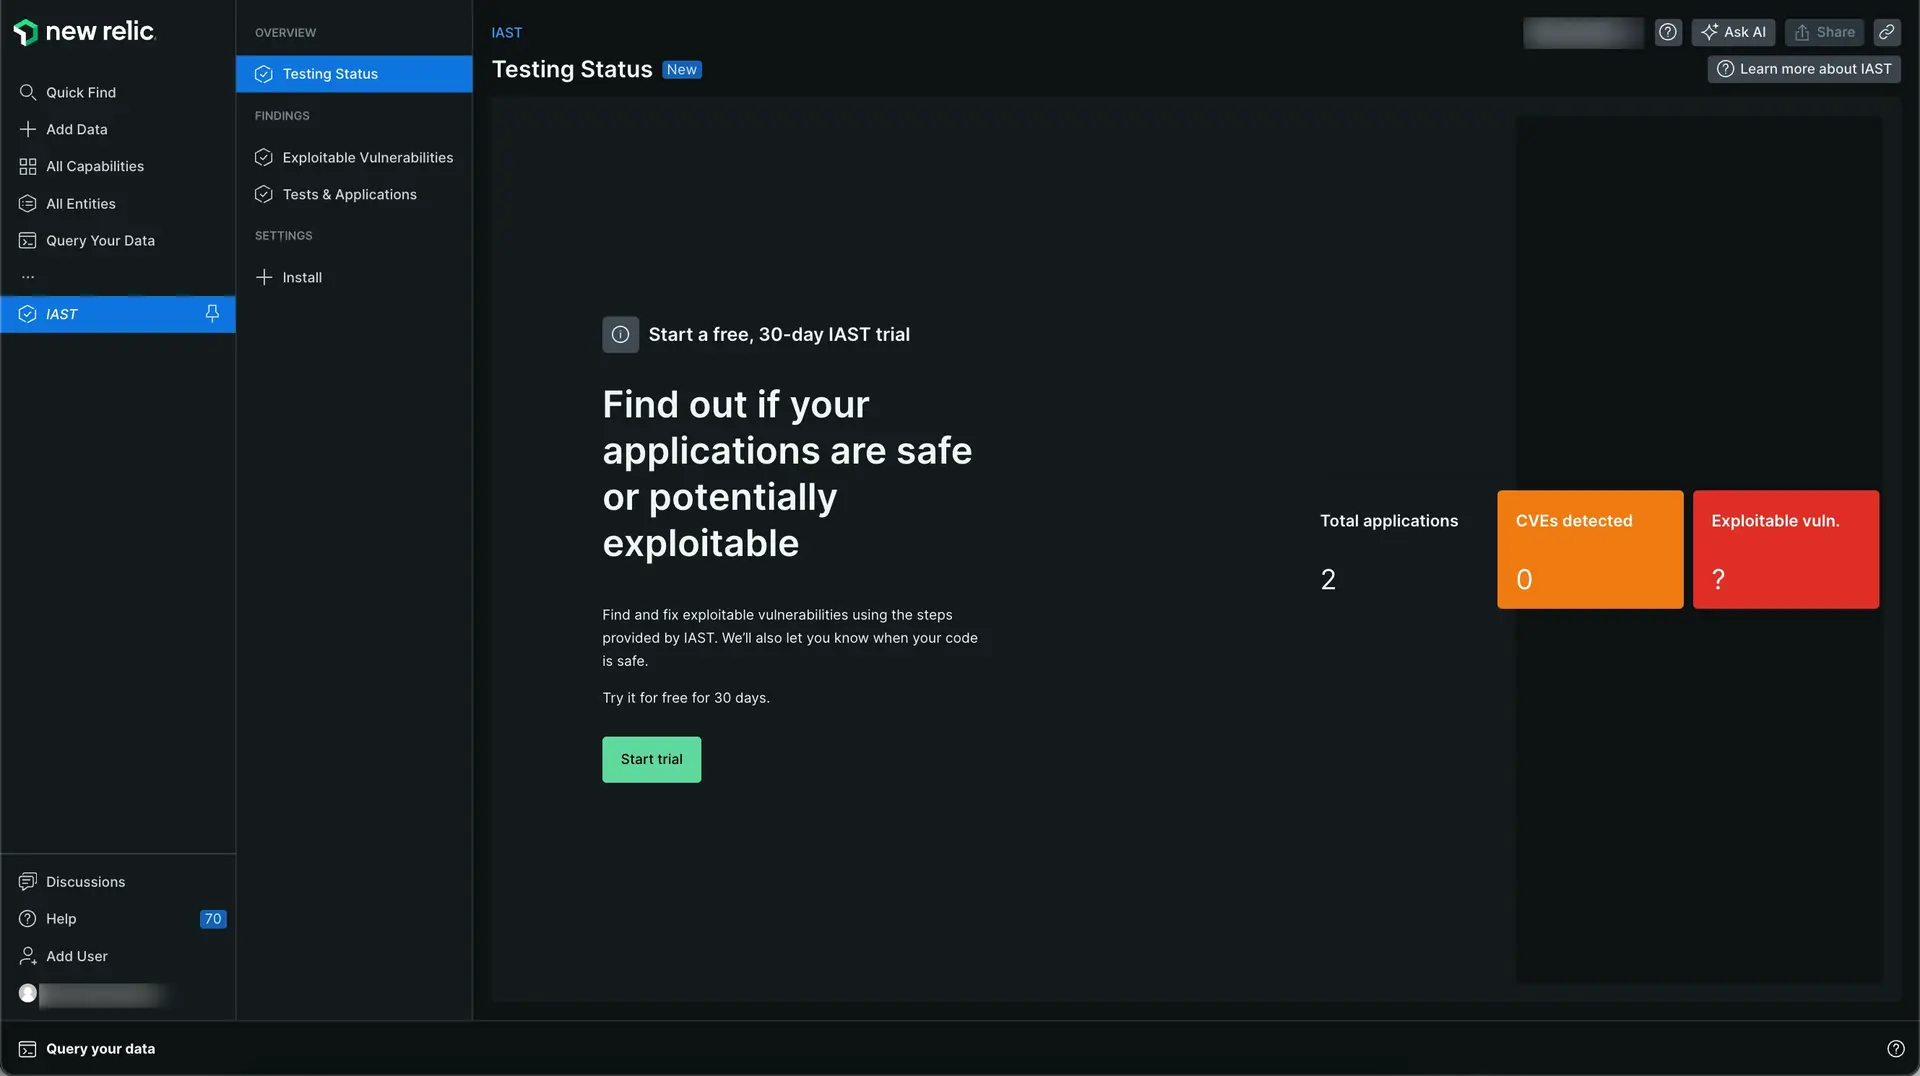 new relic
Quick Find
Add Data
All Capabilities
All Entities
Query Your Data
...
IAST
Discussions
Help
70
Add User
OVERVIEW
Testing Status
FINDINGS
Exploitable Vulnerabilities
Tests & Applications
SETTINGS
Install
IAST
Testing Status New
Ask AI
Share
Learn more about IAST
Start a free, 30-day IAST trial
Find out if your
applications are safe
or potentially
exploitable
Find and fix exploitable vulnerabilities using the steps
provided by IAST. We’ll also let you know when your code
is safe.
Try it for free for 30 days.
Start trial
Total applications
2
CVEs detected
0
Exploitable vuln.
?
Query your data